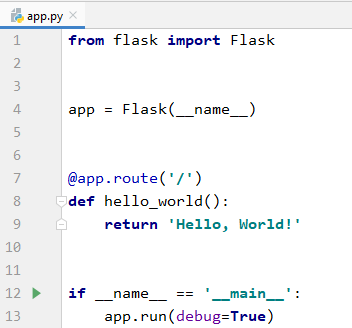 app.py
1 from flask import Flask
2
3
4 app = Flask(__name__)
5
6
7 @app.route('/')
8 def hello_world():
9     return 'Hello, World!'
10
11
12 if __name__ == '__main__':
13     app.run(debug=True)